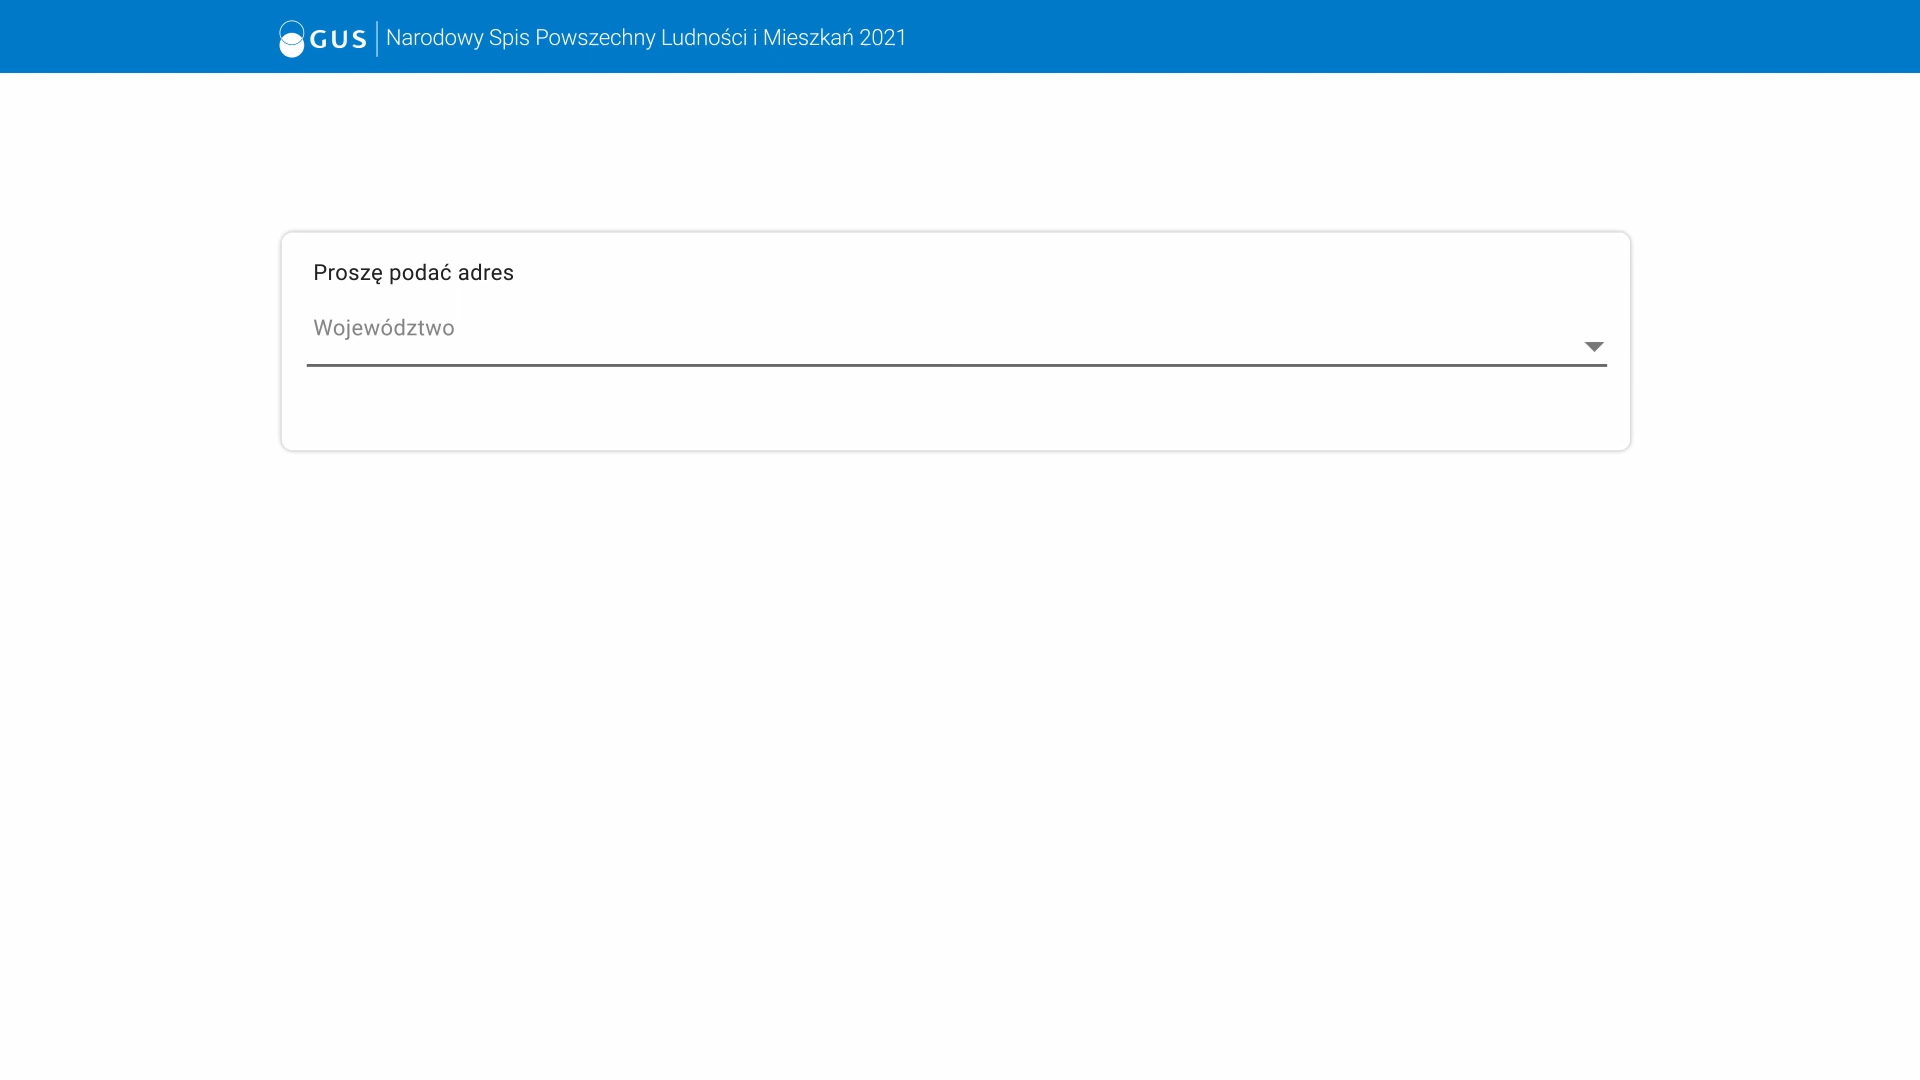 GUS Narodowy Spis Powszechny Ludności i Mieszkań 2021
Proszę podać adres
Województwo